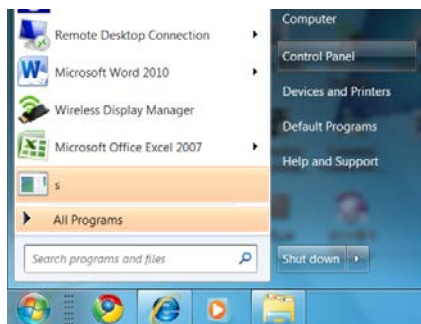 Remote Desktop Connection
Microsoft Word 2010
Wireless Display Manager
Microsoft Office Excel 2007
s
All Programs
Search programs and files
Computer
Control Panel
Devices and Printers
Default Programs
Help and Support
Shut down